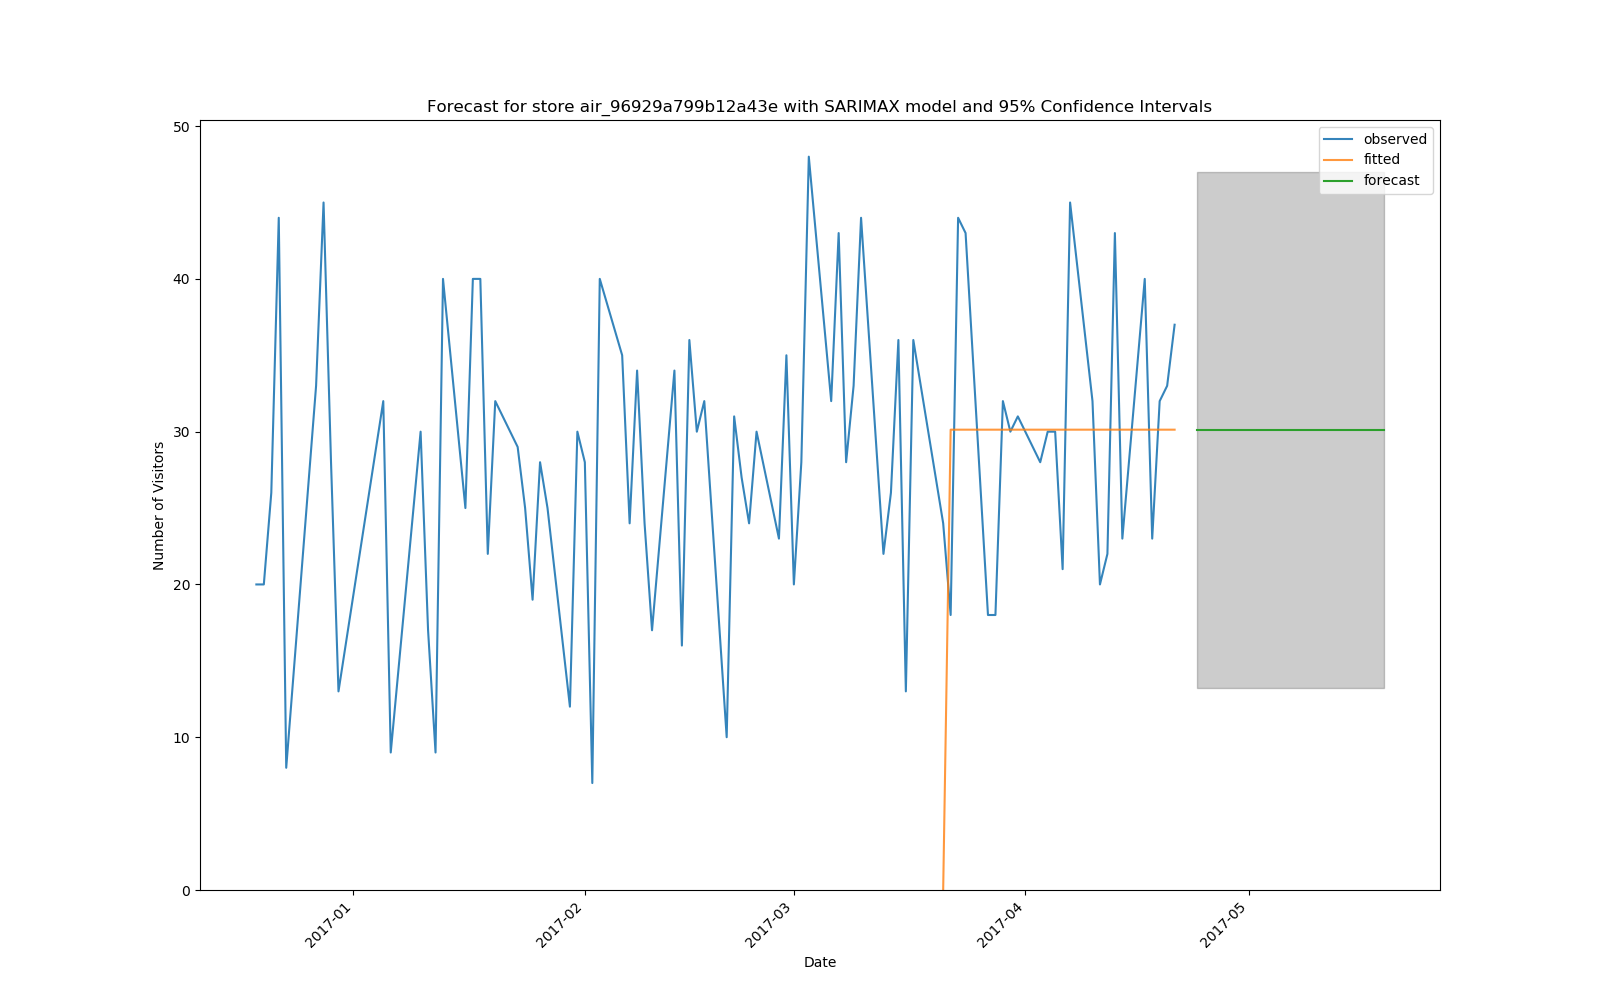 Forecast for store air_96929a799b12a43e with SARIMAX model and 95% Confidence Intervals
50
40
30
20
10
0
Number of Visitors
observed
fitted
forecast
2017-01
2017-02
2017-03
2017-04
2017-05
Date